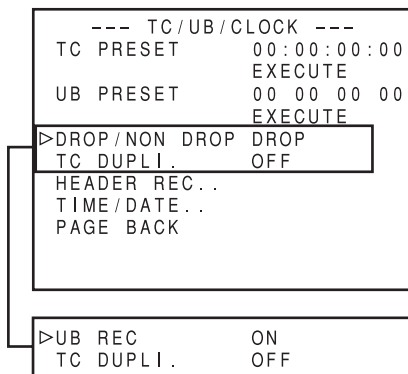 --- TC/UB/CLOCK ---
TC PRESET 00:00:00:00
EXECUTE
UB PRESET 00 00 00 00
EXECUTE
▷DROP/NON DROP DROP
TC DUPLI. OFF
HEADER REC..
TIME/DATE..
PAGE BACK
▷UB REC ON
TC DUPLI. OFF